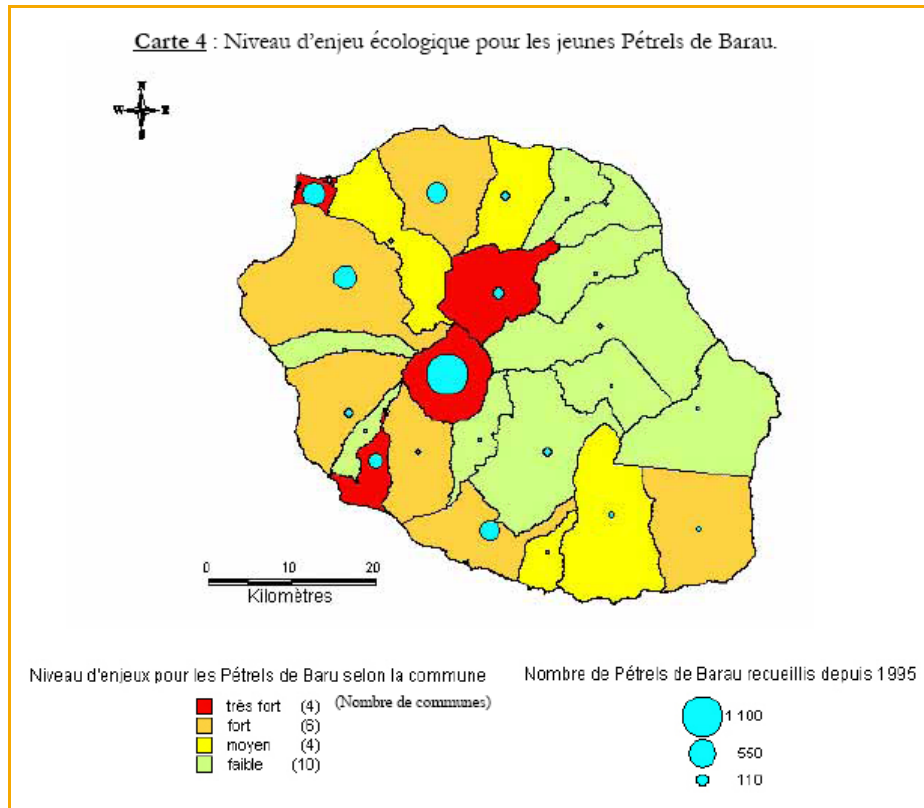 Carte 4 : Niveau d'enjeu écologique pour les jeunes Pétrels de Barau.
N
W E
S
0 10 20
Kilomètres
Niveau d'enjeux pour les Pétrels de Baru selon la commune
(Nombre de communes)
très fort (4)
fort (6)
moyen (4)
faible (10)
Nombre de Pétrels de Barau recueillis depuis 1995
1 100
550
110